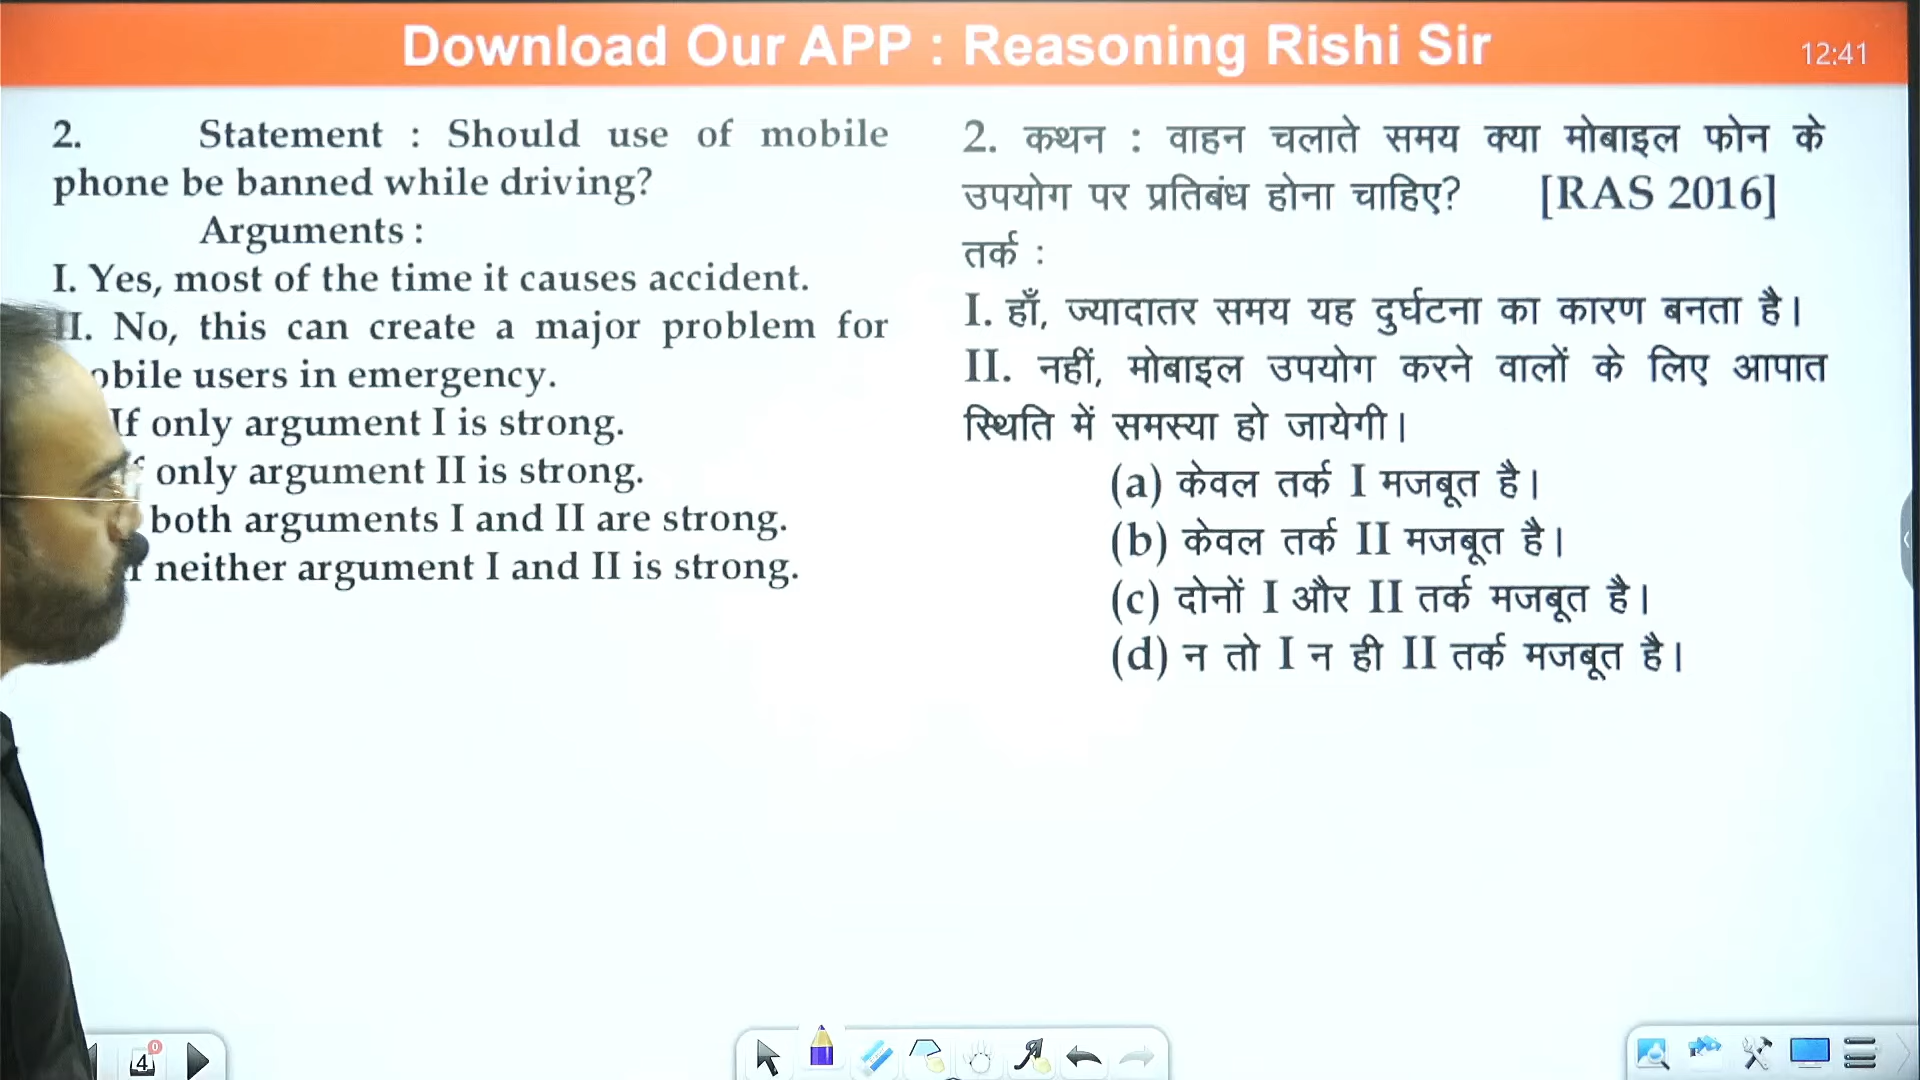 Download Our APP : Reasoning Rishi Sir
12:41
2. Statement : Should use of mobile
phone be banned while driving?
Arguments :
I. Yes, most of the time it causes accident.
II. No, this can create a major problem for
users in emergency.
If only argument I is strong.
only argument II is strong.
both arguments I and II are strong.
neither argument I and II is strong.
2. कथन : वाहन चलाते समय क्या मोबाइल फोन के
उपयोग पर प्रतिबंध होना चाहिए? [RAS 2016]
तर्क :
I. हाँ, ज्यादातर समय यह दुर्घटना का कारण बनता है।
II. नहीं, मोबाइल उपयोग करने वालों के लिए आपात
स्थिति में समस्या हो जायेगी।
(a) केवल तर्क I मजबूत है।
(b) केवल तर्क II मजबूत है।
(c) दोनों I और II तर्क मजबूत है।
(d) न तो I न ही II तर्क मजबूत है।
4
0